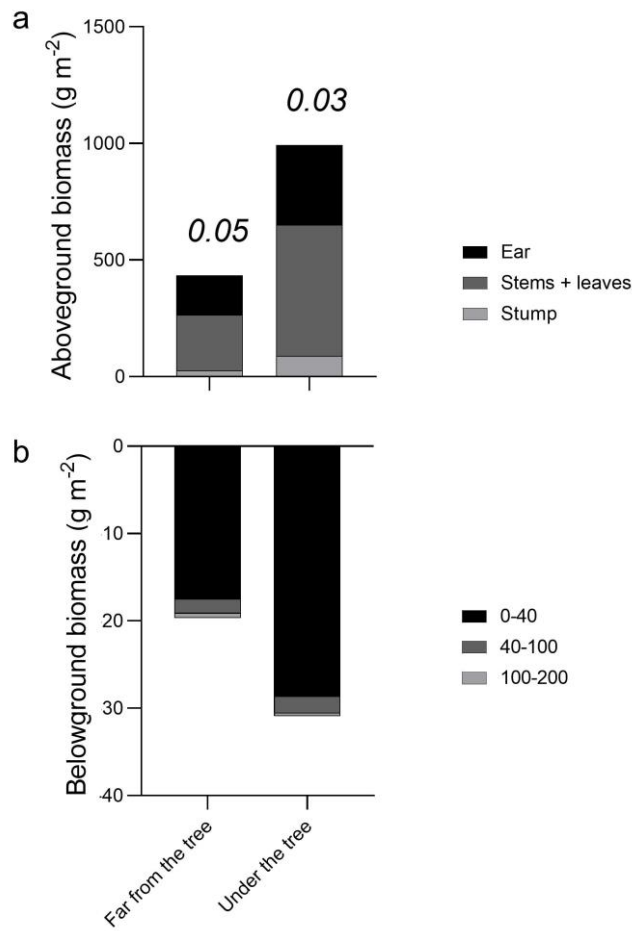 a
Aboveground biomass (g m-2)
1500
1000
500
0
0.05
0.03
Ear
Stems + leaves
Stump
b
Belowground biomass (g m-2)
0
10
20
30
40
0-40
40-100
100-200
Far from the tree
Under the tree